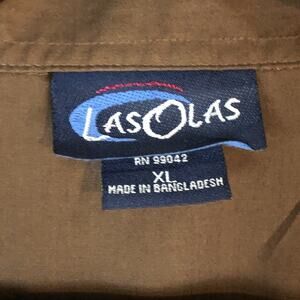 LASOLAS
RN 99042
XL
MADE IN BANGLADESH